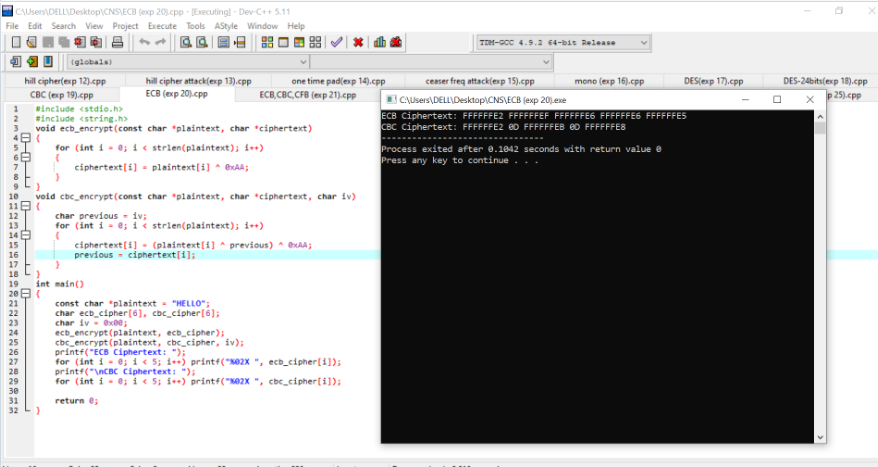 C:\Users\DELL\Desktop\CNS\ECB (exp 20).cpp - [Executing] - Dev-C++ 5.11
File Edit Search View Project Execute Tools AStyle Window Help
TDM-GCC 4.9.2 64-bit Release
(globals)
hill cipher(exp 12).cpp hill cipher attack(exp 13).cpp one time pad(exp 14).cpp ceaser freq attack(exp 15).cpp mono (exp 16).cpp DES(exp 17).cpp DES-24bits(exp 18).cpp
CBC (exp 19).cpp ECB (exp 20).cpp ECB,CBC,CFB (exp 21).cpp p 25).cpp
1 #include <stdio.h>
2 #include <string.h>
3 void ecb_encrypt(const char *plaintext, char *ciphertext)
4 {
5 for (int i = 0; i < strlen(plaintext); i++)
6 {
7 ciphertext[i] = plaintext[i] ^ 0xAA;
8 }
9 }
10 void cbc_encrypt(const char *plaintext, char *ciphertext, char iv)
11 {
12 char previous = iv;
13 for (int i = 0; i < strlen(plaintext); i++)
14 {
15 ciphertext[i] = (plaintext[i] ^ previous) ^ 0xAA;
16 previous = ciphertext[i];
17 }
18 }
19 int main()
20 {
21 const char *plaintext = "HELLO";
22 char ecb_cipher[6], cbc_cipher[6];
23 char iv = 0x00;
24 ecb_encrypt(plaintext, ecb_cipher);
25 cbc_encrypt(plaintext, cbc_cipher, iv);
26 printf("ECB Ciphertext: ");
27 for (int i = 0; i < 5; i++) printf("%02X ", ecb_cipher[i]);
28 printf("\nCBC Ciphertext: ");
29 for (int i = 0; i < 5; i++) printf("%02X ", cbc_cipher[i]);
30
31 return 0;
32 }
C:\Users\DELL\Desktop\CNS\ECB (exp 20).exe
ECB Ciphertext: FFFFFFE2 FFFFFFEF FFFFFFE6 FFFFFFE6 FFFFFFE5
CBC Ciphertext: FFFFFFE2 0D FFFFFFEB 0D FFFFFFE8
--------------------------------
Process exited after 0.1042 seconds with return value 0
Press any key to continue . . .